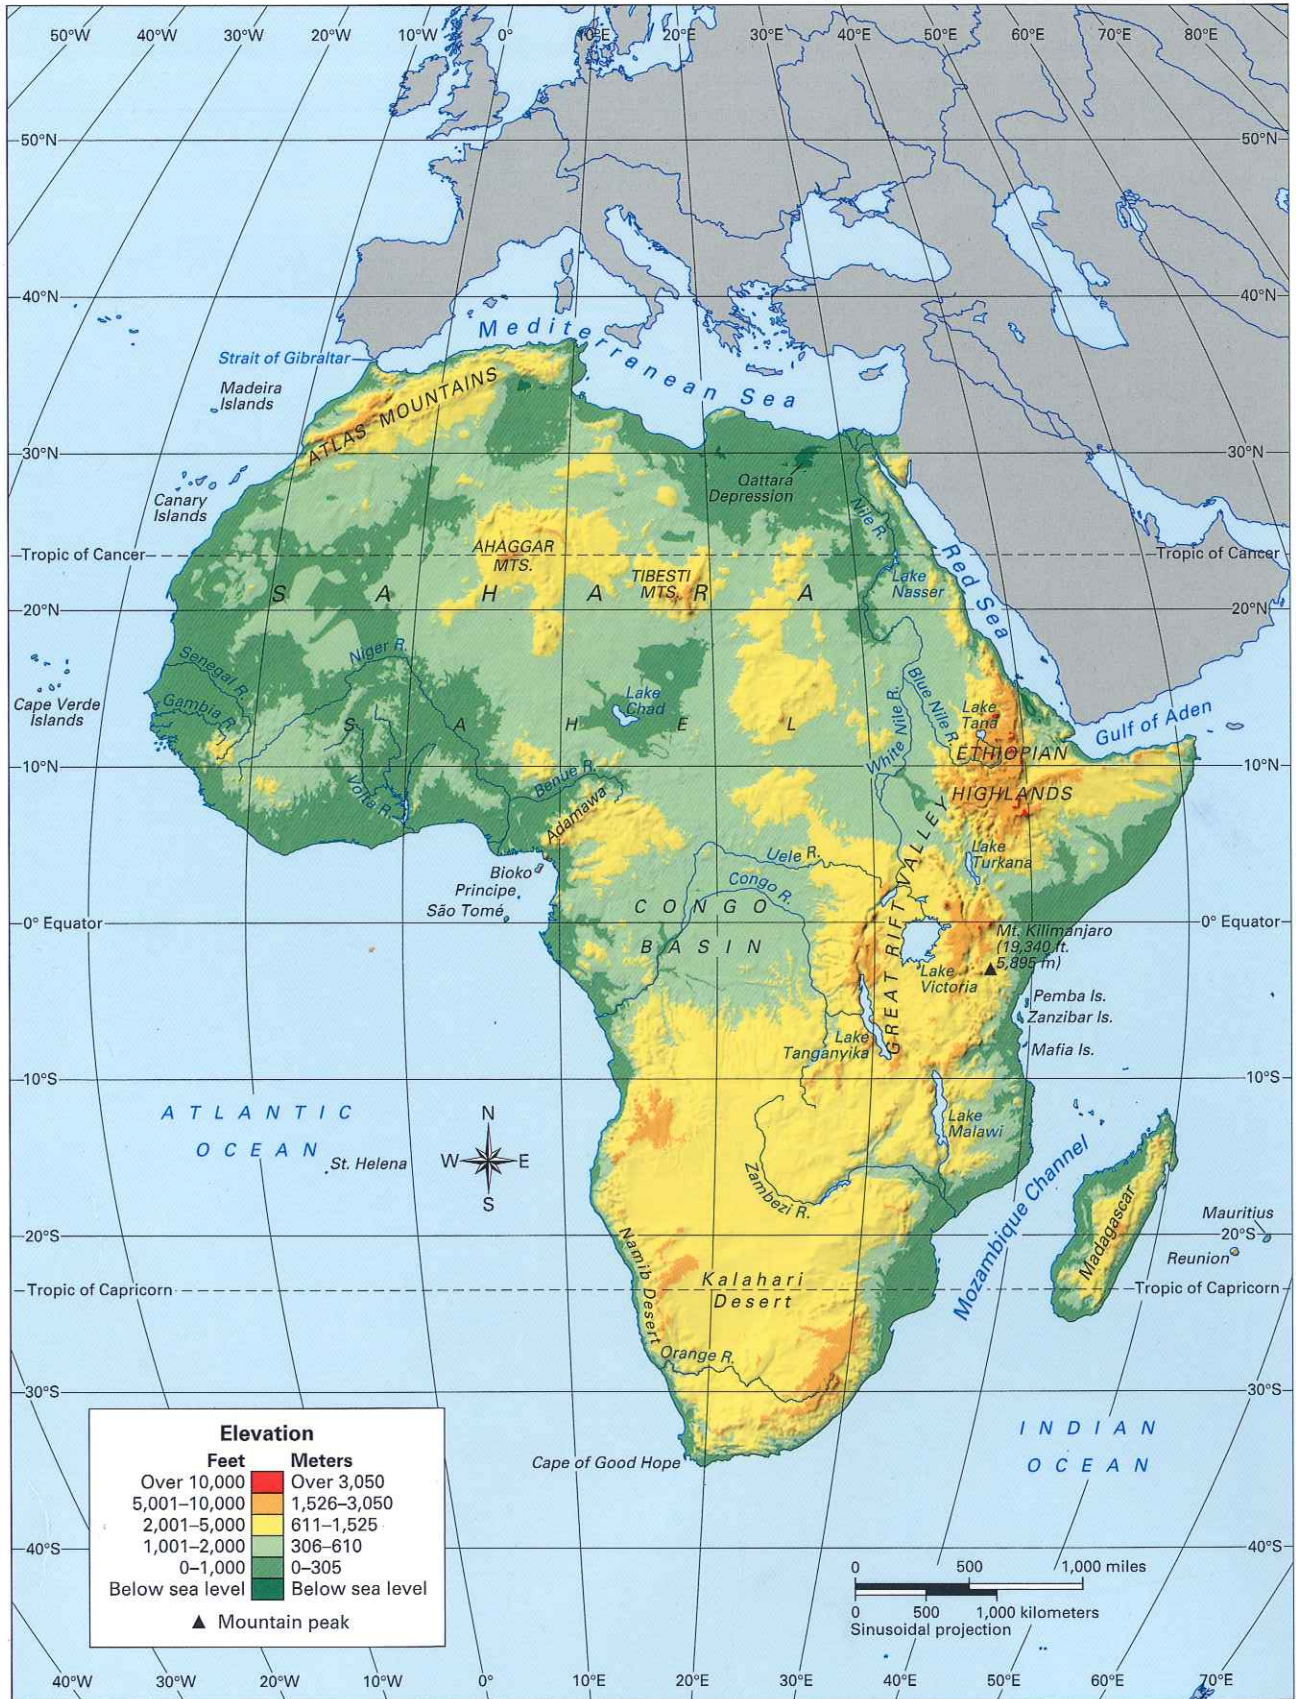 50°W 40°W 30°W 20°W 10°W 0° 10°E 20°E 30°E 40°E 50°E 60°E 70°E 80°E
50°N 50°N
40°N 40°N
Mediterranean Sea
Strait of Gibraltar
Madeira
Islands
ATLAS MOUNTAINS
30°N 30°N
Qattara
Depression
Canary
Islands
Nile R.
Tropic of Cancer Tropic of Cancer
AHAGGAR
MTS.
TIBESTI
MTS.
Red Sea
Lake
Nasser
SAHARA
20°N 20°N
Senegal R.
Niger R.
Gambia R.
Cape Verde
Islands
Lake
Chad
White Nile R.
Blue Nile R.
Lake
Tana
Gulf of Aden
SAHEL
ETHIOPIAN
HIGHLANDS
10°N 10°N
Volta R.
Benue R.
Adamawa
Lake
Turkana
Uele R.
Congo R.
Bioko
Principe
São Tomé
CONGO
BASIN
GREAT RIFT VALLEY
0° Equator 0° Equator
Mt. Kilimanjaro
(19,340 ft.
5,895 m)
Lake
Victoria
Pemba Is.
Zanzibar Is.
Mafia Is.
Lake
Tanganyika
10°S 10°S
ATLANTIC
OCEAN
St. Helena
N
W E
S
Lake
Malawi
Zambezi R.
Mozambique Channel
Madagascar
Mauritius
20°S 20°S
Reunion
Namib Desert
Kalahari
Desert
Tropic of Capricorn Tropic of Capricorn
Orange R.
30°S 30°S
Cape of Good Hope
INDIAN
OCEAN
Elevation
Feet Meters
Over 10,000 Over 3,050
5,001–10,000 1,526–3,050
2,001–5,000 611–1,525
1,001–2,000 306–610
0–1,000 0–305
Below sea level Below sea level
▲ Mountain peak
40°S 40°S
0 500 1,000 miles
0 500 1,000 kilometers
Sinusoidal projection
40°W 30°W 20°W 10°W 0° 10°E 20°E 30°E 40°E 50°E 60°E 70°E